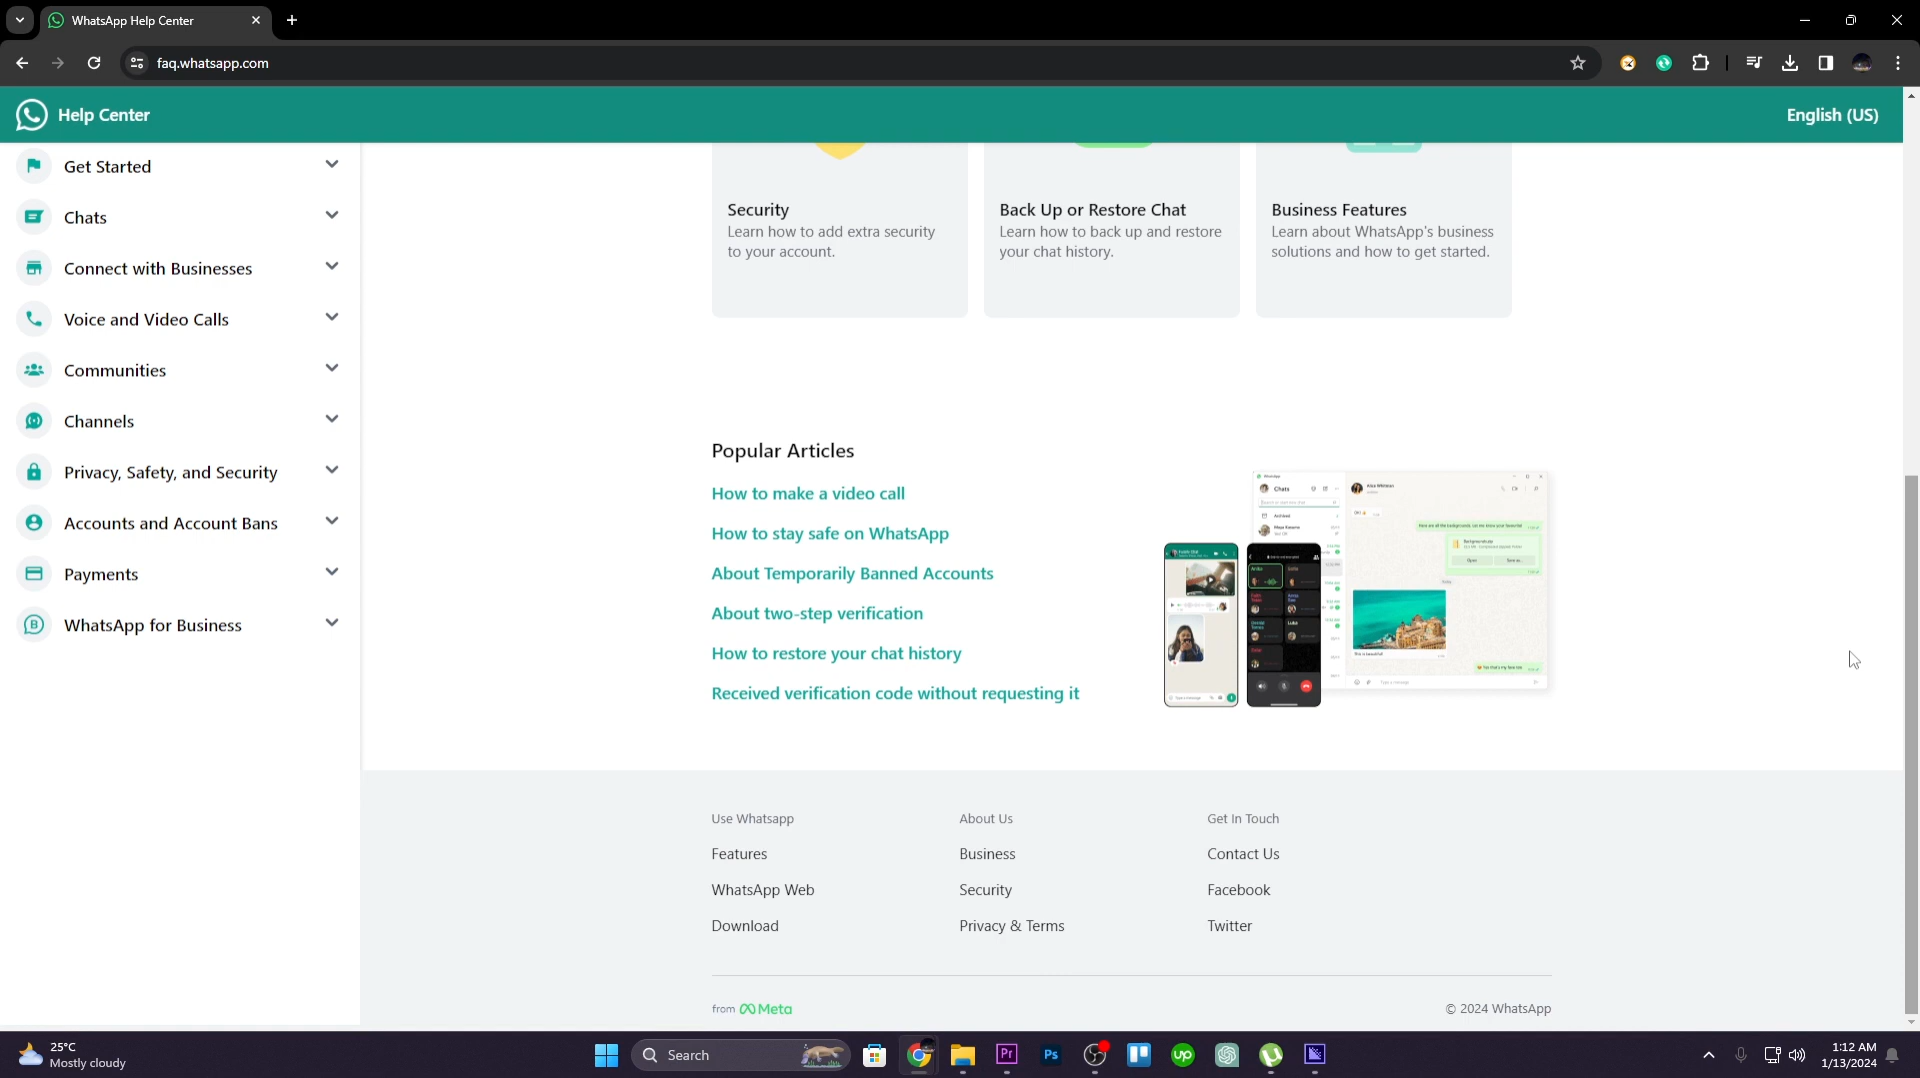 WhatsApp Help Center
faq.whatsapp.com
Help Center
English (US)
Get Started
Chats
Connect with Businesses
Voice and Video Calls
Communities
Channels
Privacy, Safety, and Security
Accounts and Account Bans
Payments
WhatsApp for Business
Security
Learn how to add extra security
to your account.
Back Up or Restore Chat
Learn how to back up and restore
your chat history.
Business Features
Learn about WhatsApp's business
solutions and how to get started.
Popular Articles
How to make a video call
How to stay safe on WhatsApp
About Temporarily Banned Accounts
About two-step verification
How to restore your chat history
Received verification code without requesting it
Chats
Use Whatsapp
Features
WhatsApp Web
Download
About Us
Business
Security
Privacy & Terms
Get In Touch
Contact Us
Facebook
Twitter
from Meta
© 2024 WhatsApp
25°C
Mostly cloudy
Search
Pr
Ps
up
1:12 AM
1/13/2024